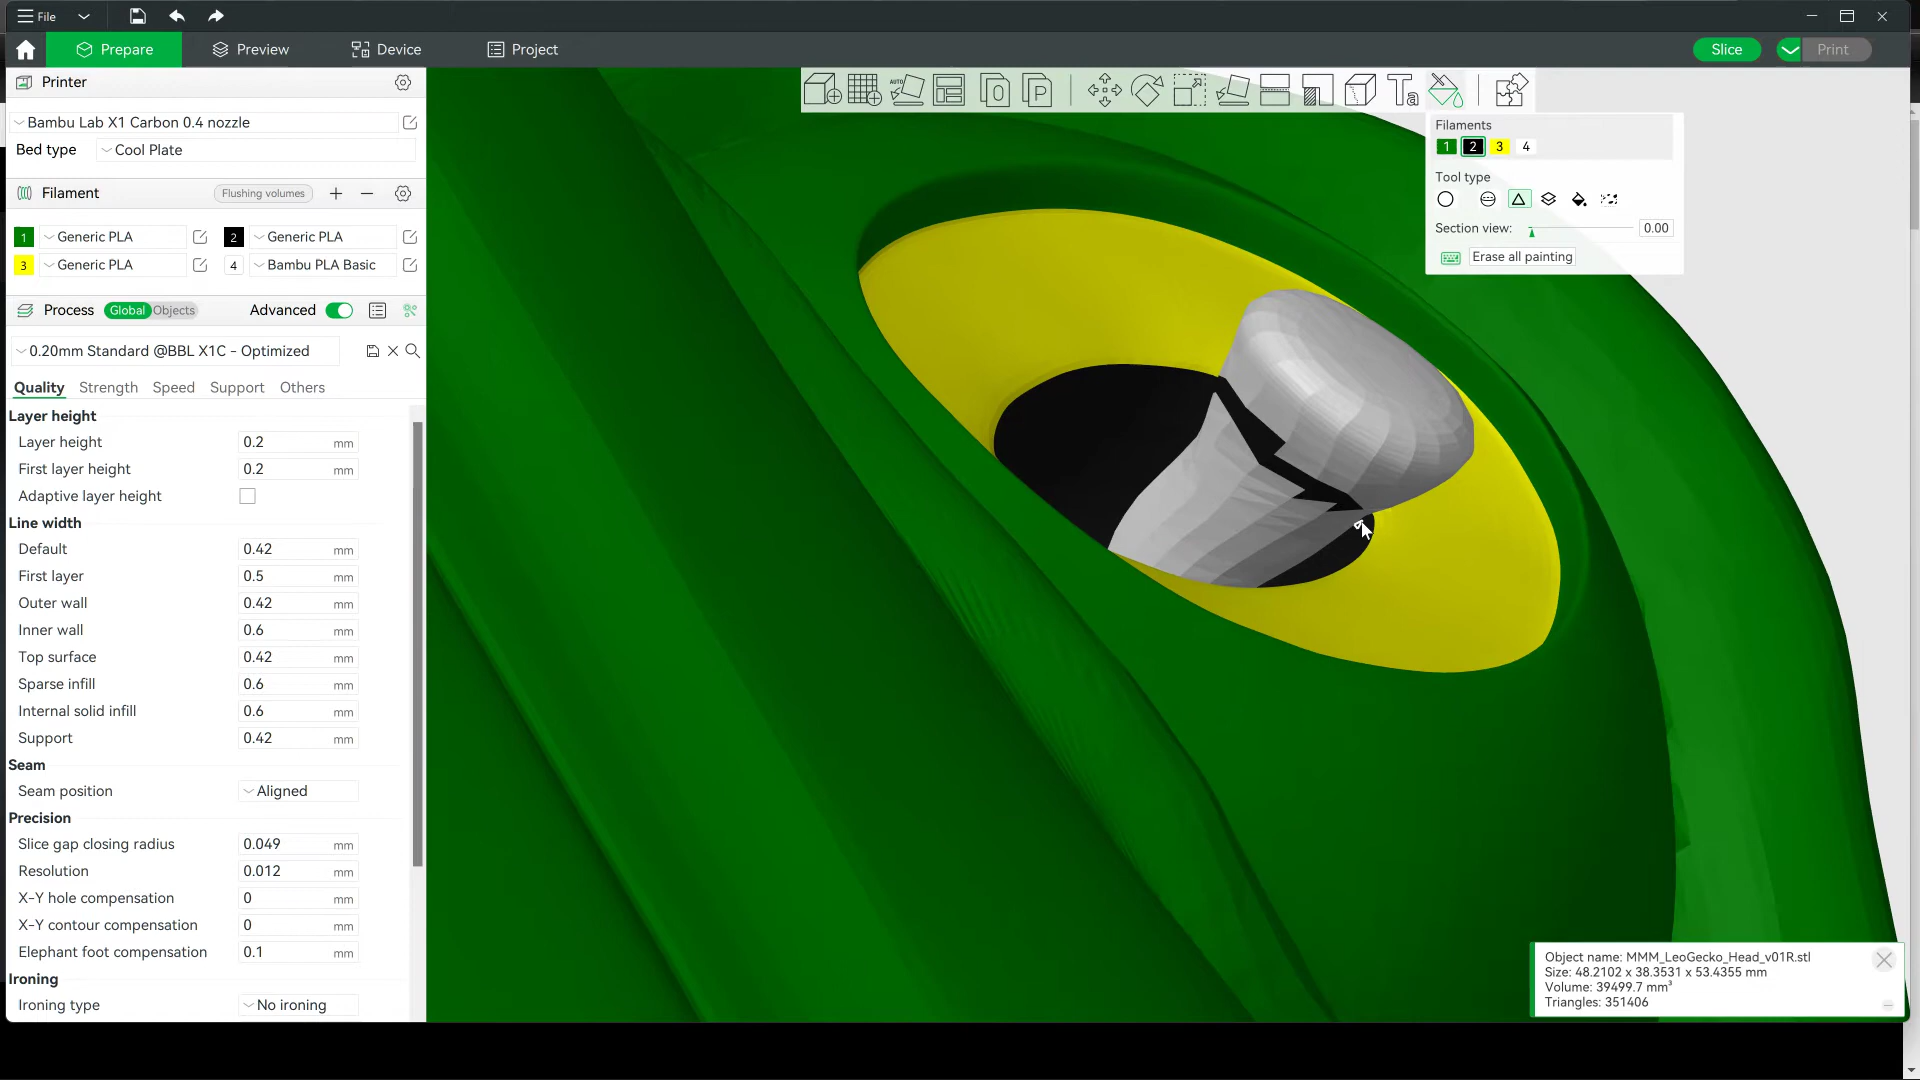 File
Prepare Preview Device Project Slice Print
Printer
Bambu Lab X1 Carbon 0.4 nozzle
Bed type Cool Plate
Filament Flushing volumes
1 Generic PLA 2 Generic PLA
3 Generic PLA 4 Bambu PLA Basic
Process Global Objects Advanced
0.20mm Standard @BBL X1C - Optimized
Quality Strength Speed Support Others
Layer height
Layer height 0.2 mm
First layer height 0.2 mm
Adaptive layer height
Line width
Default 0.42 mm
First layer 0.5 mm
Outer wall 0.42 mm
Inner wall 0.6 mm
Top surface 0.42 mm
Sparse infill 0.6 mm
Internal solid infill 0.6 mm
Support 0.42 mm
Seam
Seam position Aligned
Precision
Slice gap closing radius 0.049 mm
Resolution 0.012 mm
X-Y hole compensation 0 mm
X-Y contour compensation 0 mm
Elephant foot compensation 0.1 mm
Ironing
Ironing type No ironing
AUTO O P Ta
Filaments
1 2 3 4
Tool type
Section view: 0.00
Erase all painting
Object name: MMM_LeoGecko_Head_v01R.stl
Size: 48.2102 x 38.3531 x 53.4355 mm
Volume: 39499.7 mm³
Triangles: 351406